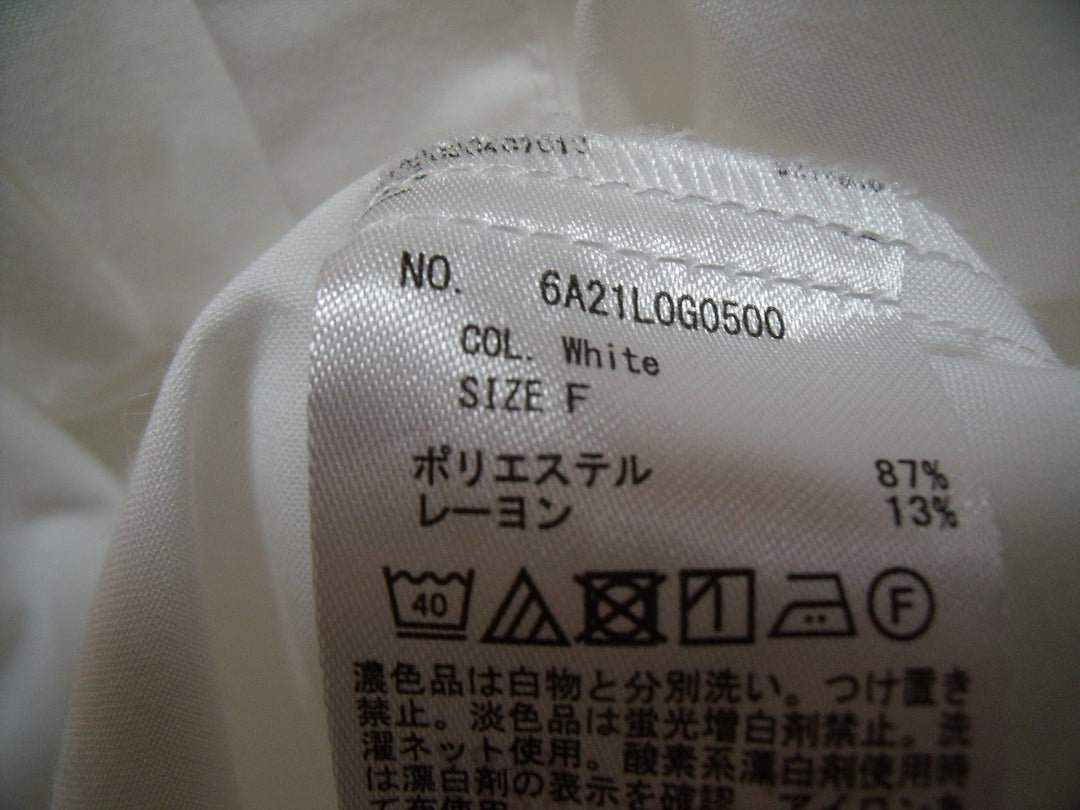 NO. 6A21L0G0500
COL. White
SIZE F
ポリエステル 87%
レーヨン 13%
40 F
濃色品は白物と分別洗い。つけ置き
禁止。淡色品は蛍光増白剤禁止。洗
濯ネット使用。酸素系漂白剤使用時
は漂白剤の表示を確認